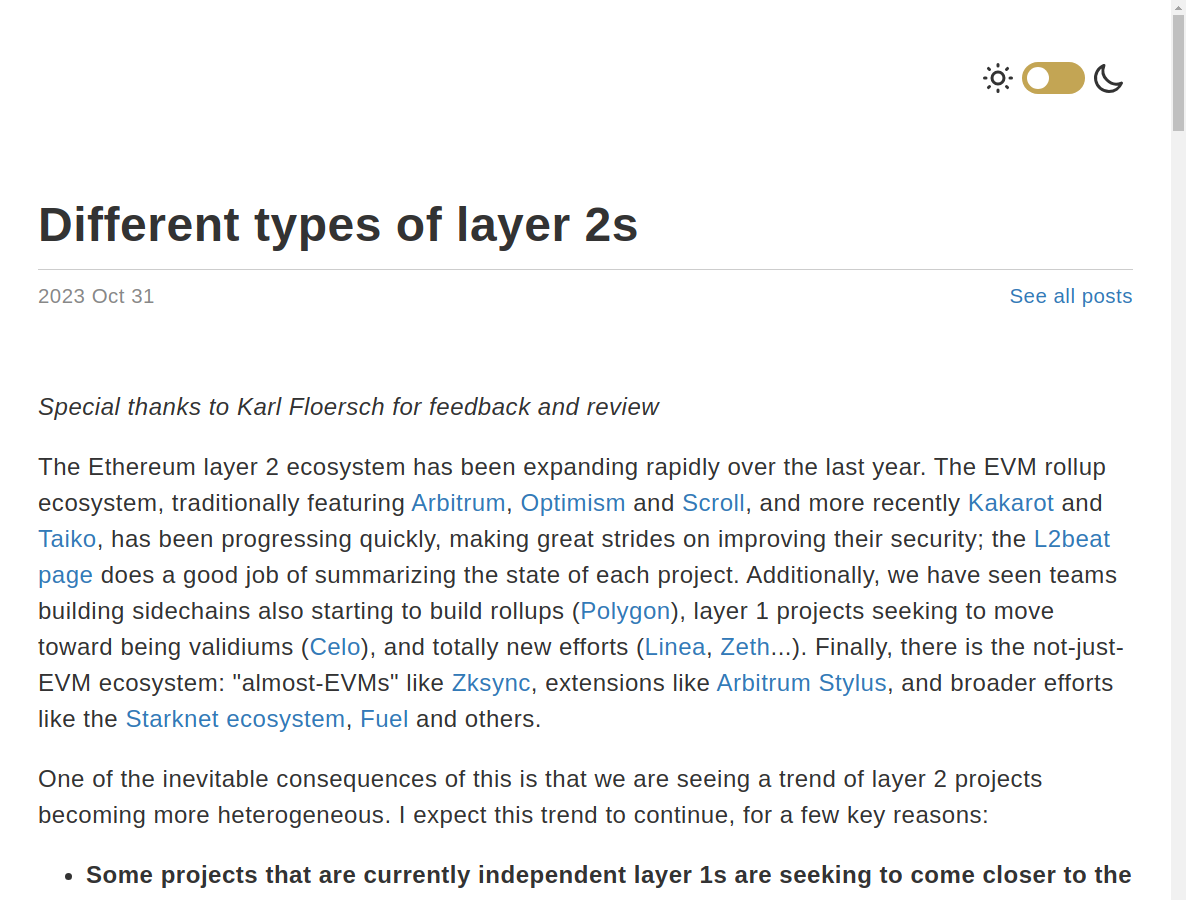 Different types of layer 2s
2023 Oct 31
See all posts
Special thanks to Karl Floersch for feedback and review
The Ethereum layer 2 ecosystem has been expanding rapidly over the last year. The EVM rollup
ecosystem, traditionally featuring Arbitrum, Optimism and Scroll, and more recently Kakarot and
Taiko, has been progressing quickly, making great strides on improving their security; the L2beat
page does a good job of summarizing the state of each project. Additionally, we have seen teams
building sidechains also starting to build rollups (Polygon), layer 1 projects seeking to move
toward being validiums (Celo), and totally new efforts (Linea, Zeth...). Finally, there is the not-just-
EVM ecosystem: "almost-EVMs" like Zksync, extensions like Arbitrum Stylus, and broader efforts
like the Starknet ecosystem, Fuel and others.
One of the inevitable consequences of this is that we are seeing a trend of layer 2 projects
becoming more heterogeneous. I expect this trend to continue, for a few key reasons:
• Some projects that are currently independent layer 1s are seeking to come closer to the